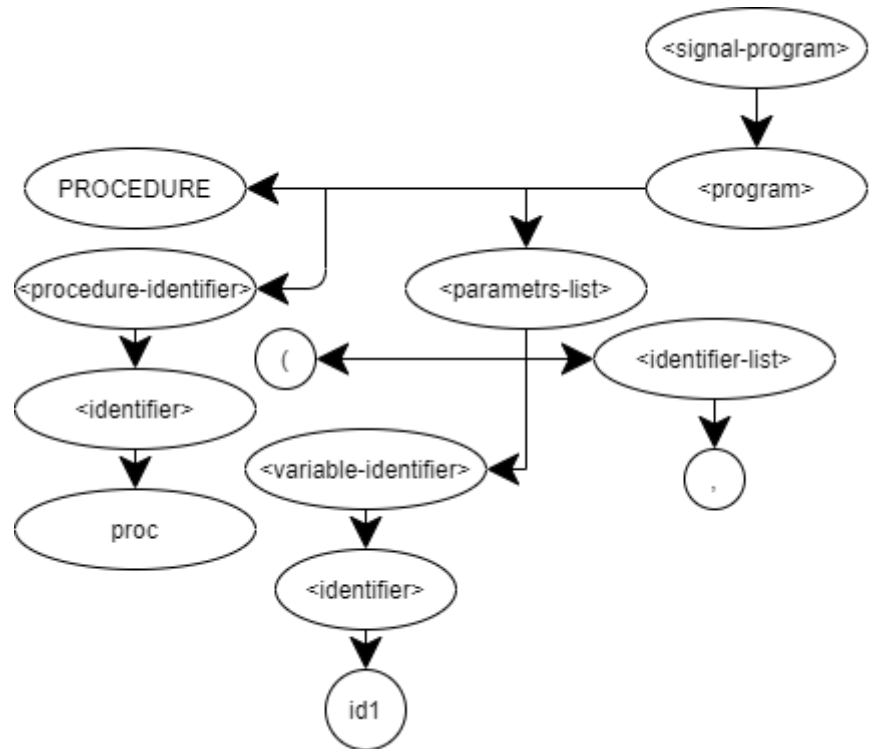 <signal-program>
PROCEDURE
<program>
<procedure-identifier>
<parametrs-list>
(
<identifier-list>
<identifier>
<variable-identifier>
,
proc
<identifier>
id1